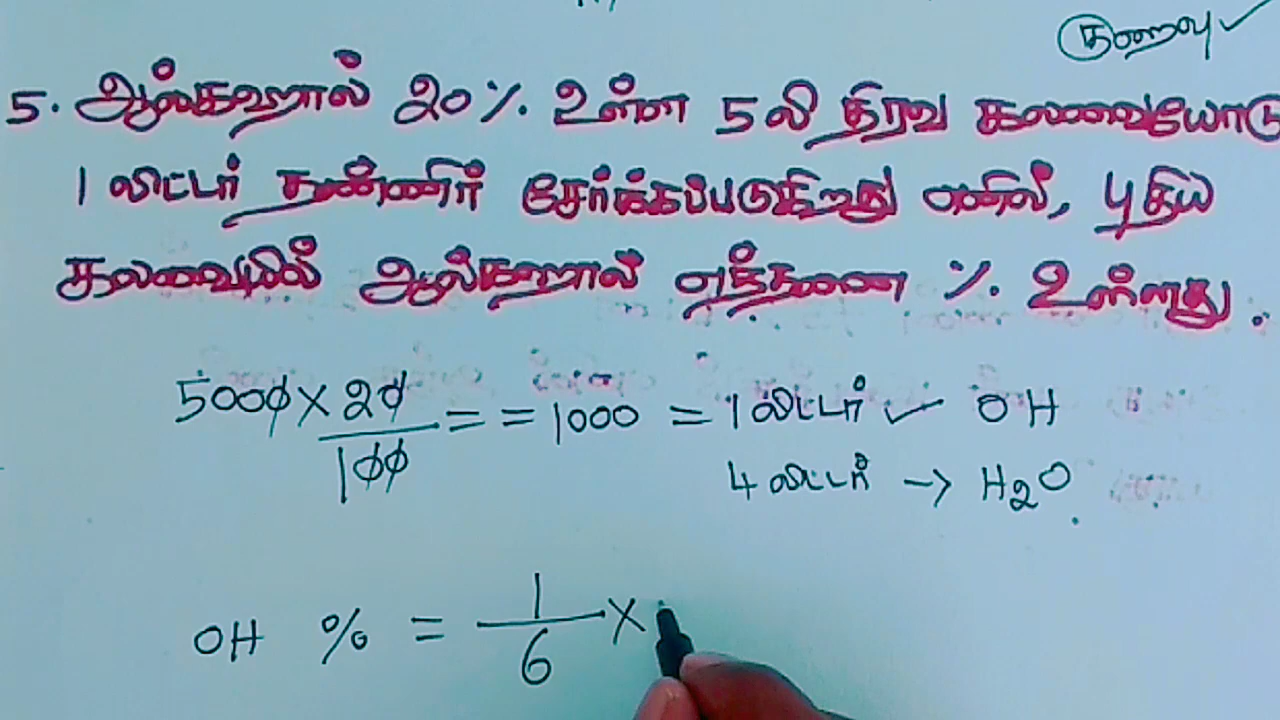 தணவு ✓
5. ஆல்கஹால் 20% உள்ள 5லி திரவ கலவையோடு
1 லிட்டர் தண்ணீர் சேர்க்கப்படுகிறது எனில், புதிய
கலவையில் ஆல்கஹால் எத்தனை % உள்ளது.
5000 × 20/100 = = 1000 = 1 லிட்டர் ✓ OH
4 லிட்டர் → H2O
OH % = 1/6 ×